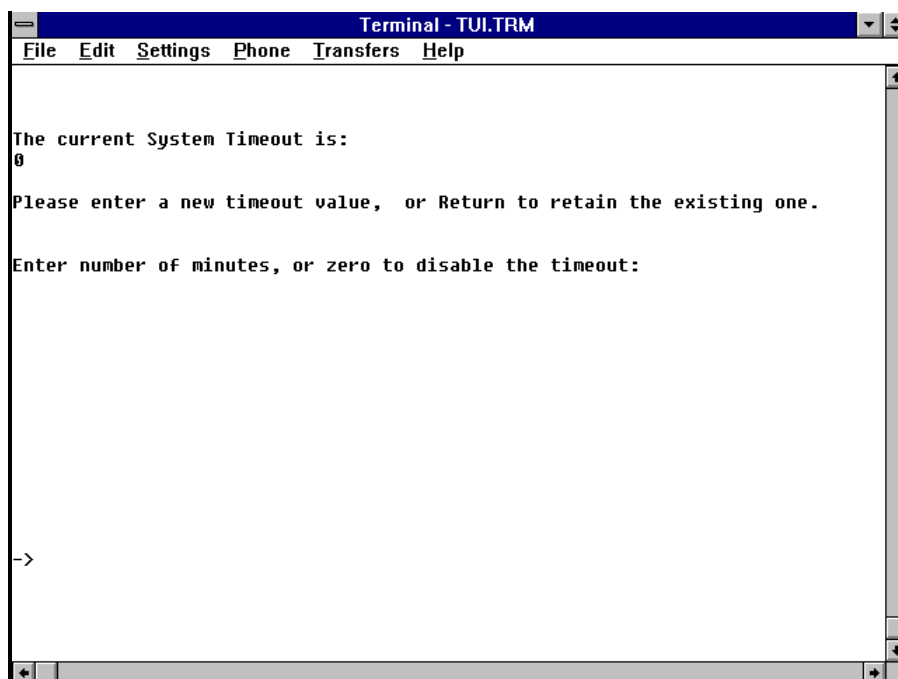 Terminal - TUI.TRM
File Edit Settings Phone Transfers Help
The current System Timeout is:
0
Please enter a new timeout value,  or Return to retain the existing one.
Enter number of minutes, or zero to disable the timeout:
->